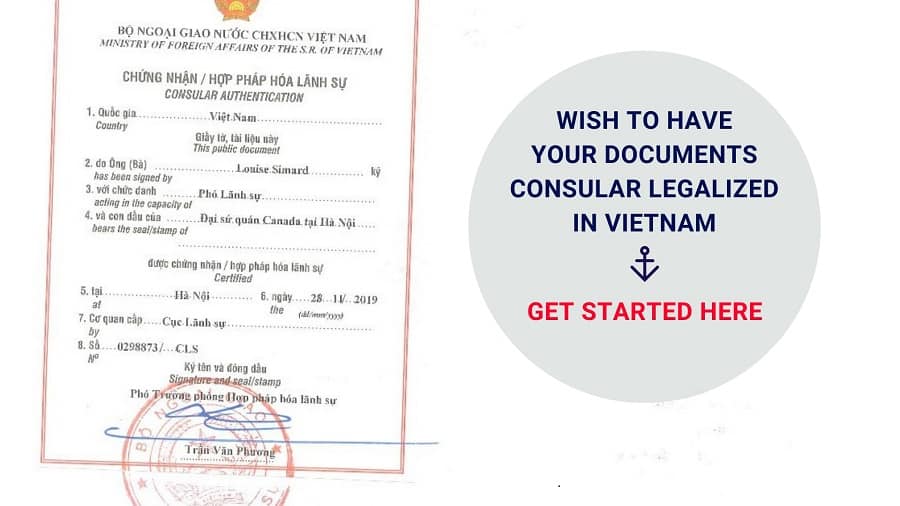 BỘ NGOẠI GIAO NƯỚC CHXHCN VIỆT NAM
MINISTRY OF FOREIGN AFFAIRS OF THE S.R. OF VIETNAM
CHỨNG NHẬN / HỢP PHÁP HÓA LÃNH SỰ
CONSULAR AUTHENTICATION
1. Quốc gia......................Việt Nam......................
Country
Giấy tờ, tài liệu này
This public document
2. do Ông (Bà) ......................Louise Simard ............... ký
has been signed by
3. với chức danh .........Phó Lãnh sự......................
acting in the capacity of
4. và con dấu của .........Đại sứ quán Canada tại Hà Nội.....
bears the seal/stamp of
......................................................
được chứng nhận / hợp pháp hóa lãnh sự
Certified
5. tại ...................Hà Nội ........... 6. ngày.....28...11/...2019
at the (dd/mm/yyyy)
7. Cơ quan cấp.....Cục Lãnh sự......................
by
8. Số.....0298873/...CLS
Nº
Ký tên và đóng dấu
Signature and seal/stamp
Phó Trưởng phòng Hợp pháp hóa lãnh sự
BỘ NGOẠI GIAO
Trần Văn Phương
WISH TO HAVE
YOUR DOCUMENTS
CONSULAR LEGALIZED
IN VIETNAM
GET STARTED HERE